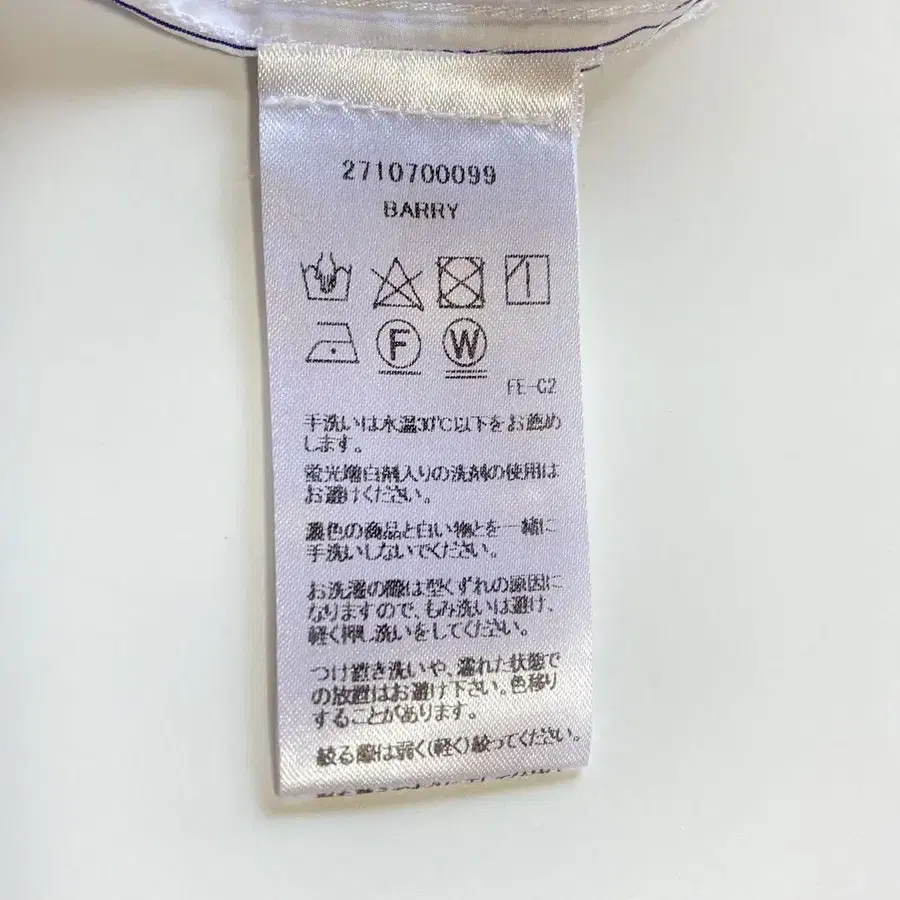 2710700099
BARRY
F W
FE-C2
手洗いは水温30℃以下をお薦め
します。
蛍光増白剤入りの洗剤の使用は
お避けください。
濃色の商品と白い物とを一緒に
手洗いしないでください。
お洗濯の際は型くずれの原因に
なりますので、もみ洗いは避け、
軽く押し洗いをしてください。
つけ置き洗いや、濡れた状態で
の放置はお避け下さい。色移り
することがあります。
絞る際は弱く(軽く)絞ってください。